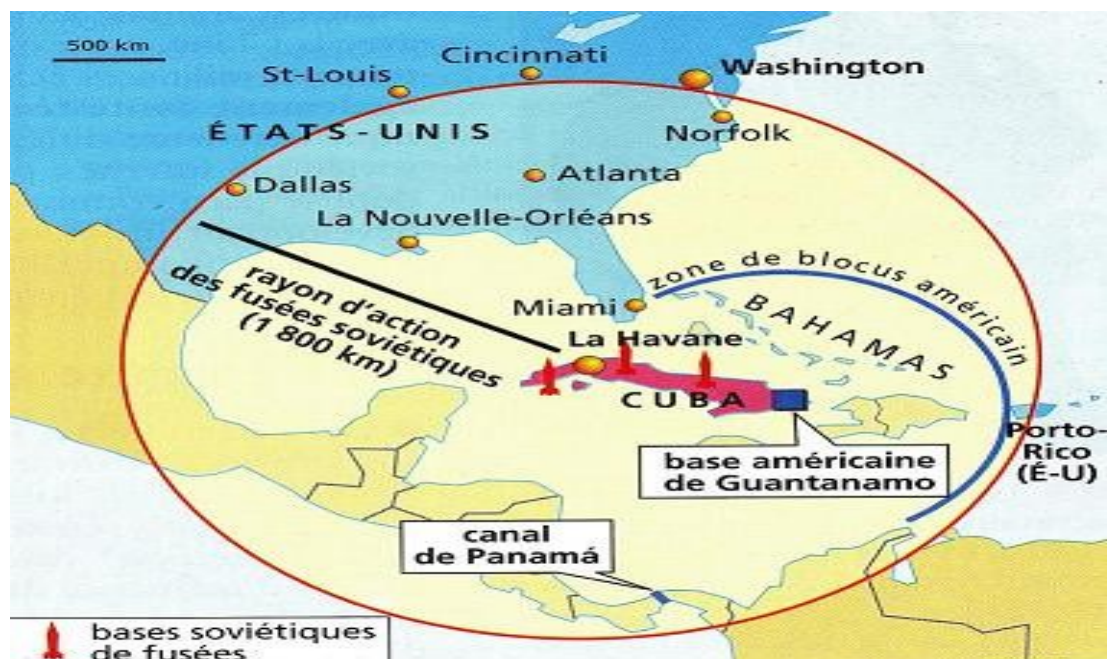 500 km
Cincinnati
St-Louis
Washington
ÉTATS-UNIS
Norfolk
Dallas
Atlanta
La Nouvelle-Orléans
rayon d'action
des fusées soviétiques
(1 800 km)
zone de blocus américain
Miami
BAHAMAS
La Havane
CUBA
Porto-
Rico
(É-U)
base américaine
de Guantanamo
canal
de Panamá
bases soviétiques
de fusées